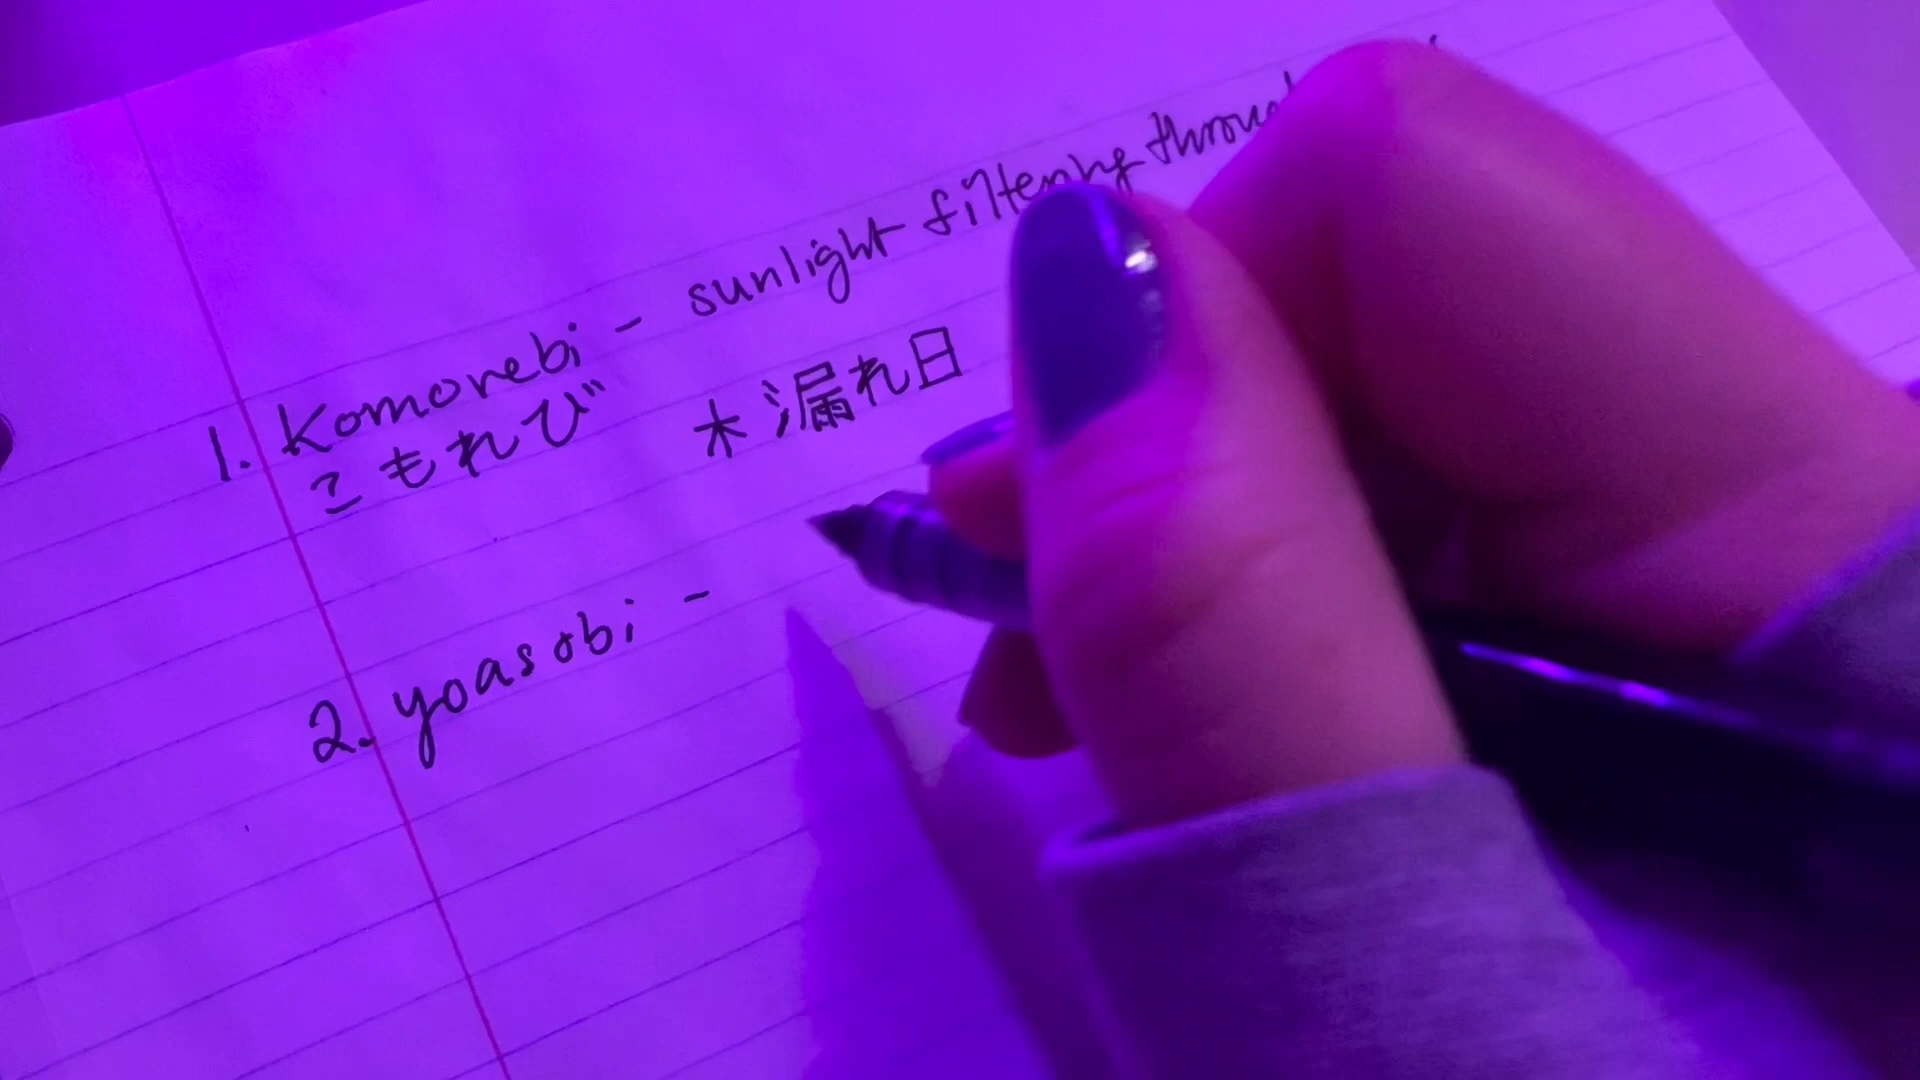 1. Komorebi - sunlight filtering
こもれび 木漏れ日
2. yoasobi -